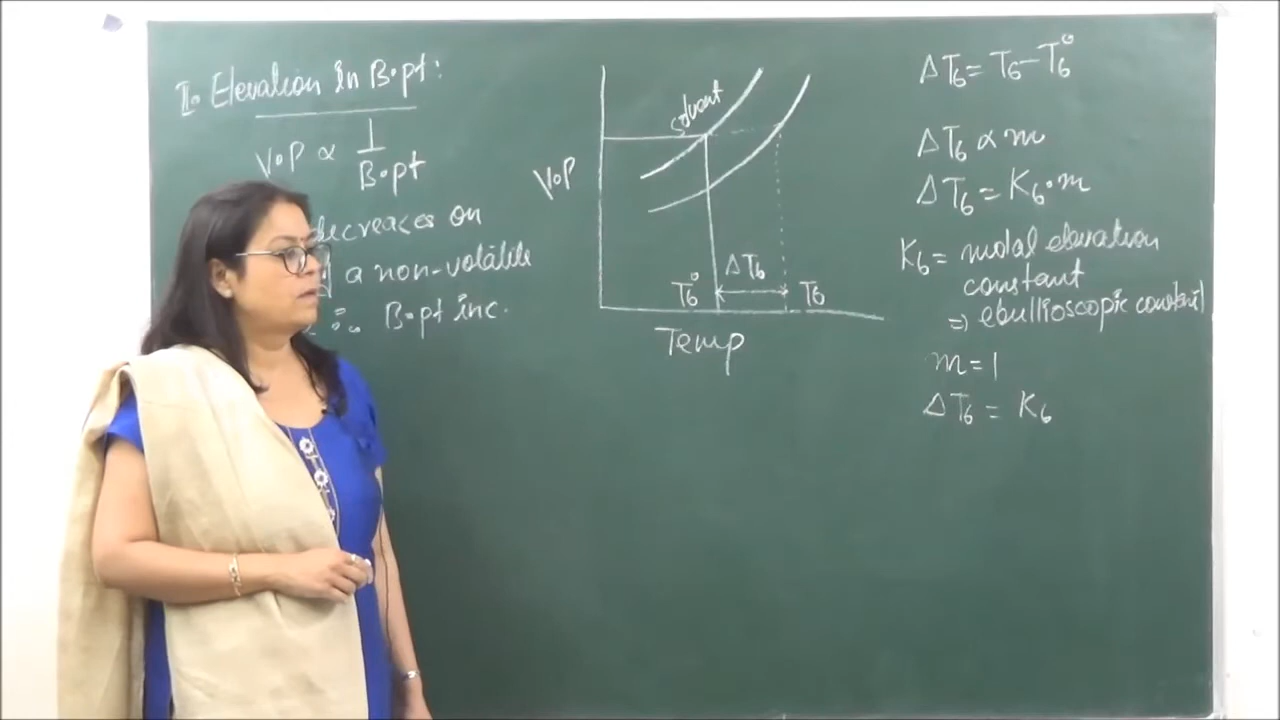 II. Elevation in B.pt:
V.P ∝ 1/B.pt
decreases on
a non-volatile
∴ B.pt inc.
solvent
V.P
ΔT₆
T₆° T₆
Temp
ΔT₆ = T₆ - T₆°
ΔT₆ ∝ m
ΔT₆ = K₆.m
K₆ = molal elevation
constant
⇒ ebullioscopic constant
m = 1
ΔT₆ = K₆